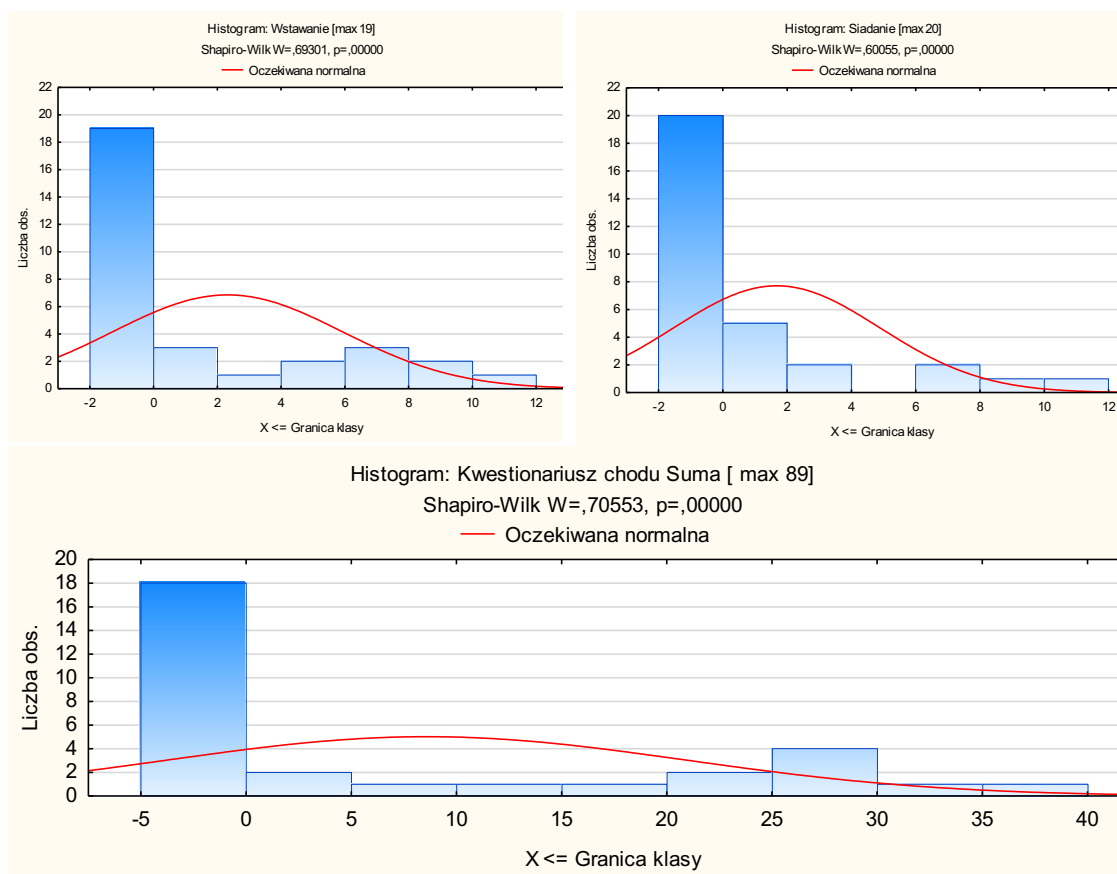 Histogram: Wstawanie [max 19]
Shapiro-Wilk W=,69301, p=,00000
Oczekiwana normalna
22
20
18
16
14
12
10
8
6
4
2
0
Liczba obs.
-2 0 2 4 6 8 10 12
X <= Granica klasy
Histogram: Siadanie [max 20]
Shapiro-Wilk W=,60055, p=,00000
Oczekiwana normalna
22
20
18
16
14
12
10
8
6
4
2
0
Liczba obs.
-2 0 2 4 6 8 10 12
X <= Granica klasy
Histogram: Kwestionariusz chodu Suma [ max 89]
Shapiro-Wilk W=,70553, p=,00000
Oczekiwana normalna
20
18
16
14
12
10
8
6
4
2
0
Liczba obs.
-5 0 5 10 15 20 25 30 35 40
X <= Granica klasy